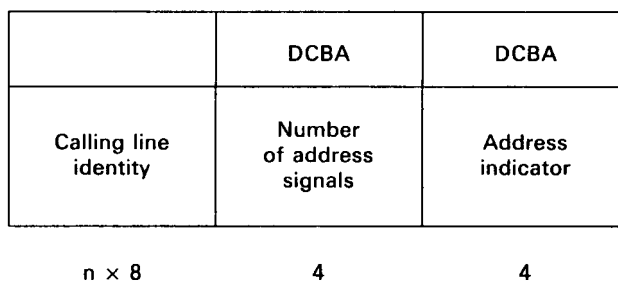 DCBA DCBA
Calling line
identity
Number
of address
signals
Address
indicator
n × 8 4 4